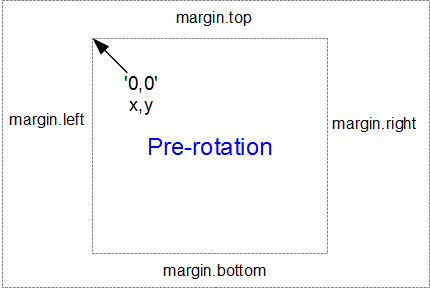 margin.top
'0,0'
x,y
margin.left
margin.right
Pre-rotation
margin.bottom